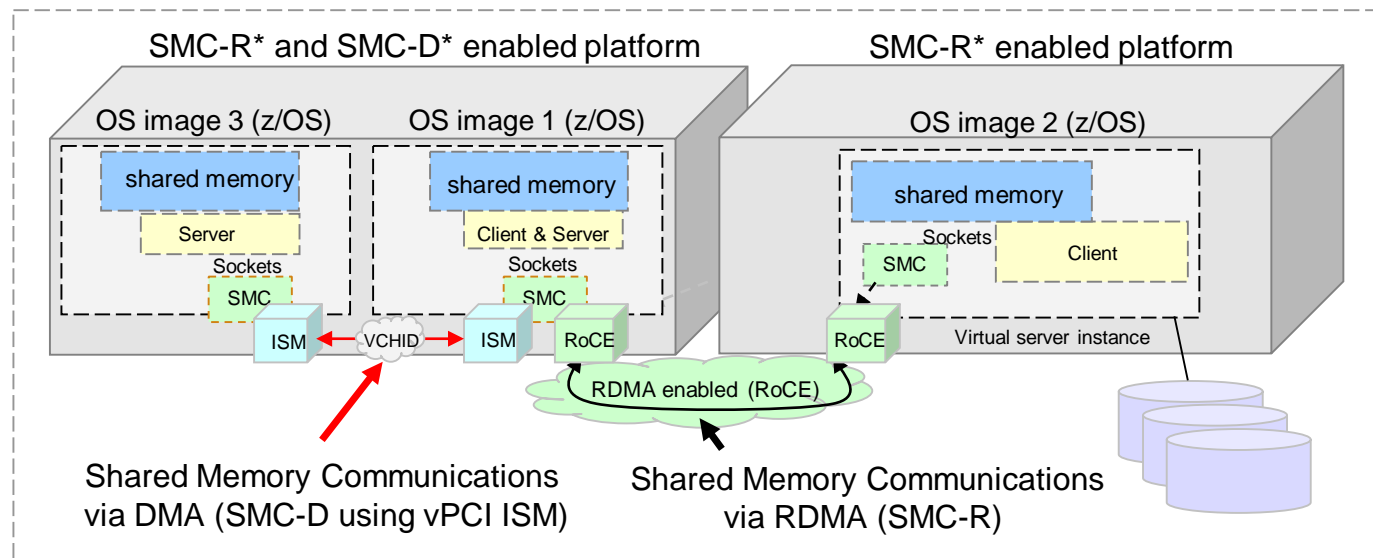 SMC-R* and SMC-D* enabled platform
SMC-R* enabled platform
OS image 3 (z/OS)
OS image 1 (z/OS)
OS image 2 (z/OS)
shared memory
shared memory
shared memory
Server
Client & Server
Client
Sockets
Sockets
Sockets
SMC
SMC
SMC
ISM
VCHID
ISM
RoCE
RoCE
Virtual server instance
RDMA enabled (RoCE)
Shared Memory Communications
via DMA (SMC-D using vPCI ISM)
Shared Memory Communications
via RDMA (SMC-R)